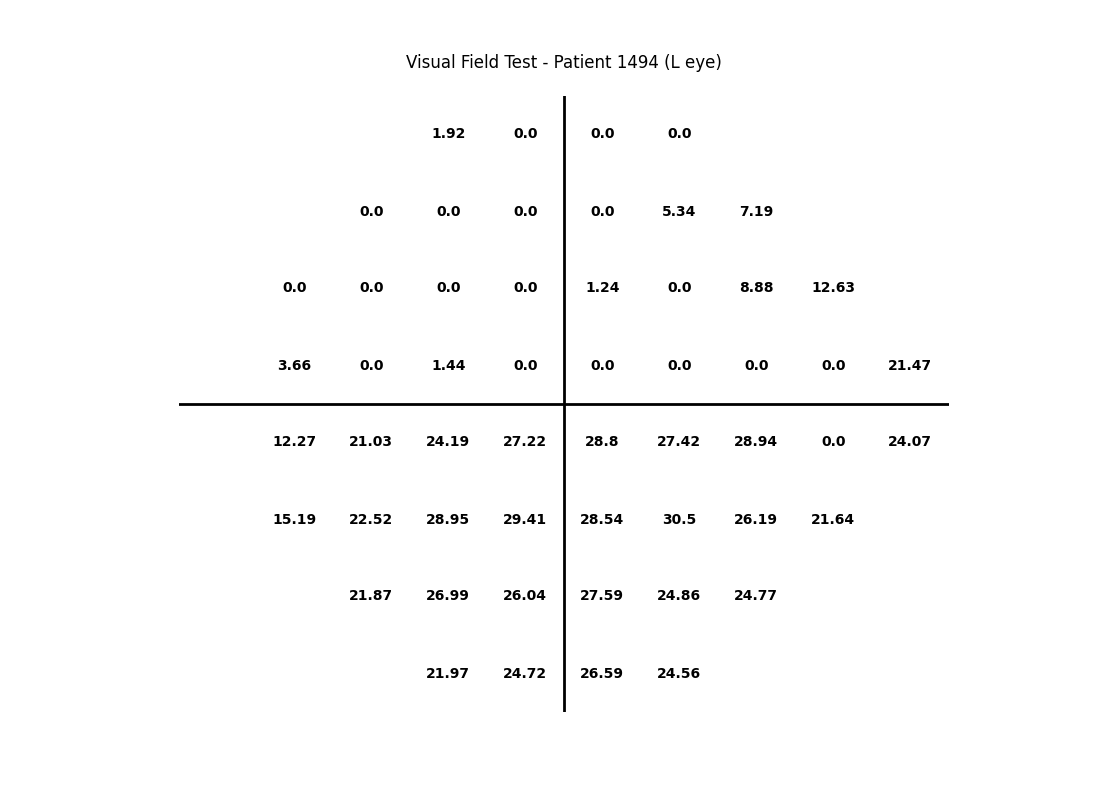 Visual Field Test - Patient 1494 (L eye)
1.92 0.0 0.0 0.0
0.0 0.0 0.0 0.0 5.34 7.19
0.0 0.0 0.0 0.0 1.24 0.0 8.88 12.63
3.66 0.0 1.44 0.0 0.0 0.0 0.0 0.0 21.47
12.27 21.03 24.19 27.22 28.8 27.42 28.94 0.0 24.07
15.19 22.52 28.95 29.41 28.54 30.5 26.19 21.64
21.87 26.99 26.04 27.59 24.86 24.77
21.97 24.72 26.59 24.56